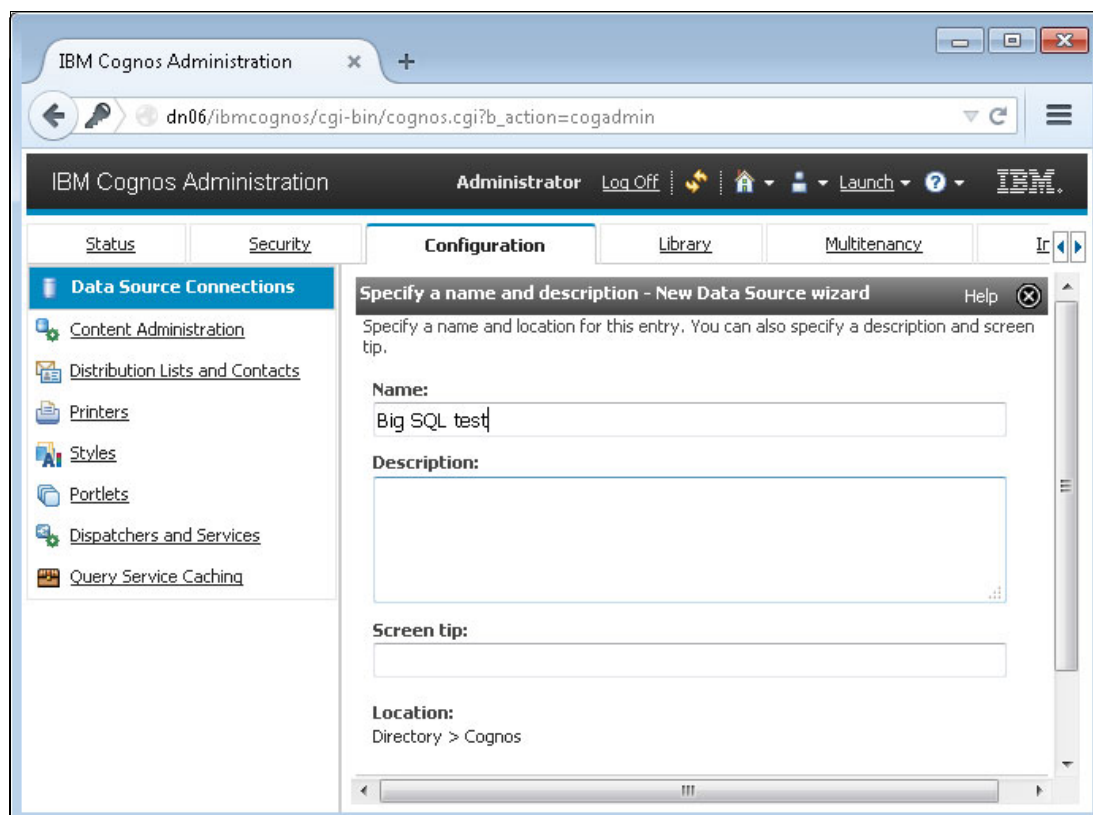 IBM Cognos Administration
dn06/ibmcognos/cgi-bin/cognos.cgi?b_action=cogadmin
IBM Cognos Administration Administrator Log Off Launch IBM.
Status Security Configuration Library Multitenancy
Data Source Connections
Content Administration
Distribution Lists and Contacts
Printers
Styles
Portlets
Dispatchers and Services
Query Service Caching
Specify a name and description - New Data Source wizard Help
Specify a name and location for this entry. You can also specify a description and screen
tip.
Name:
Big SQL test
Description:
Screen tip:
Location:
Directory > Cognos